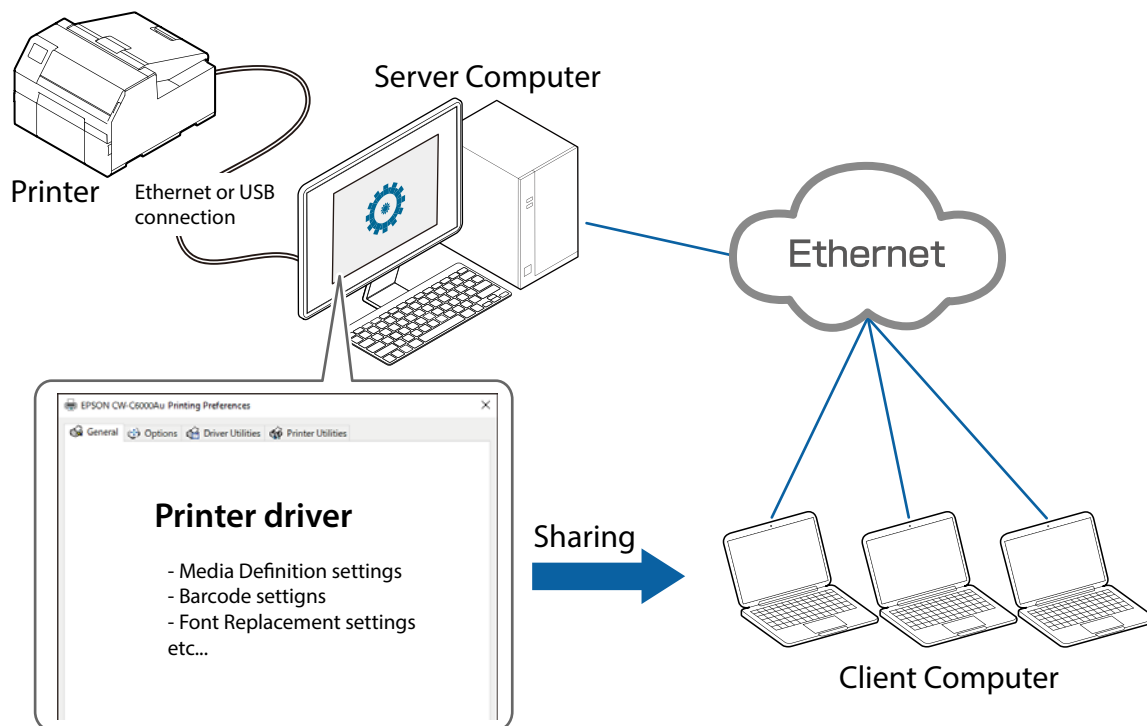 Server Computer
Printer
Ethernet or USB
connection
Ethernet
EPSON CW-C6000Au Printing Preferences
General Options Driver Utilities Printer Utilities
Printer driver
- Media Definition settings
- Barcode settigns
- Font Replacement settings
etc...
Sharing
Client Computer